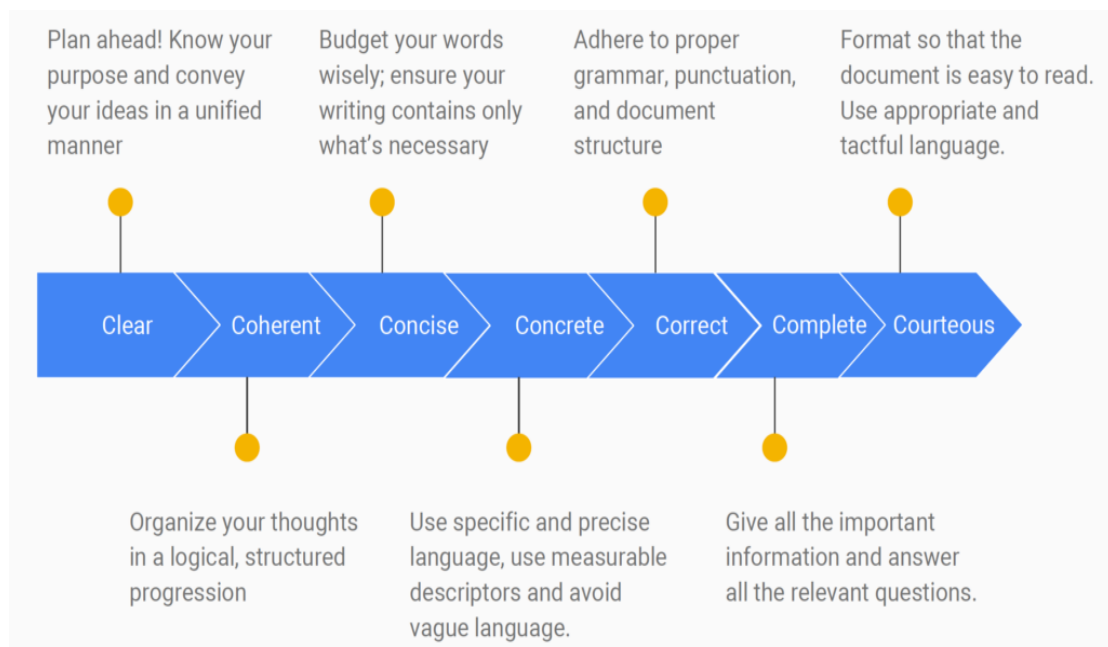 Plan ahead! Know your
purpose and convey
your ideas in a unified
manner
Budget your words
wisely; ensure your
writing contains only
what's necessary
Adhere to proper
grammar, punctuation,
and document
structure
Format so that the
document is easy to read.
Use appropriate and
tactful language.
Clear
Coherent
Concise
Concrete
Correct
Complete
Courteous
Organize your thoughts
in a logical, structured
progression
Use specific and precise
language, use measurable
descriptors and avoid
vague language.
Give all the important
information and answer
all the relevant questions.